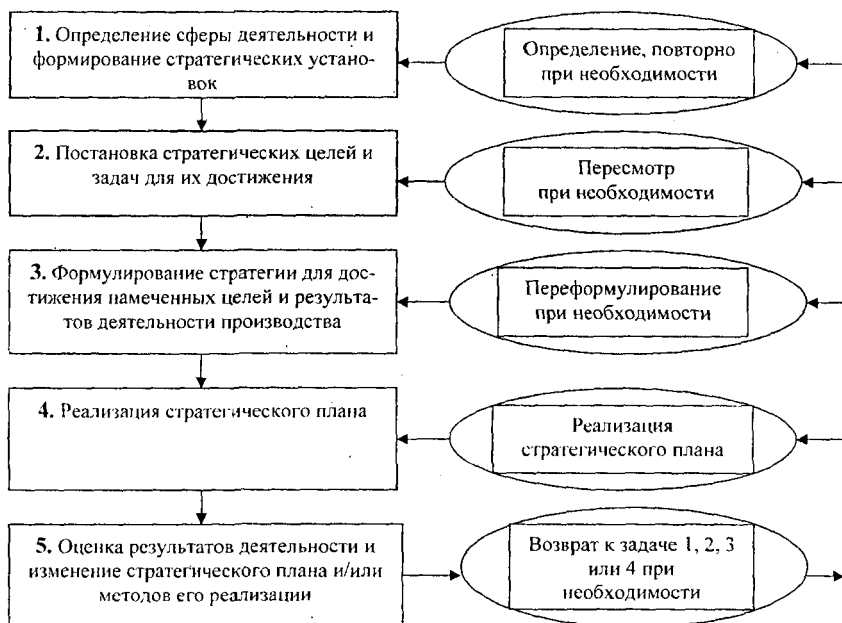 1. Определение сферы деятельности и
формирование стратегических установ-
вок
Определение, повторно
при необходимости
2. Постановка стратегических целей и
задач для их достижения
Пересмотр
при необходимости
3. Формулирование стратегии для дос-
тижения намеченных целей и результа-
тов деятельности производства
Переформулирование
при необходимости
4. Реализация стратегического плана
Реализация
стратегического плана
5. Оценка результатов деятельности и
изменение стратегического плана и/или
методов его реализации
Возврат к задаче 1, 2, 3
или 4 при
необходимости